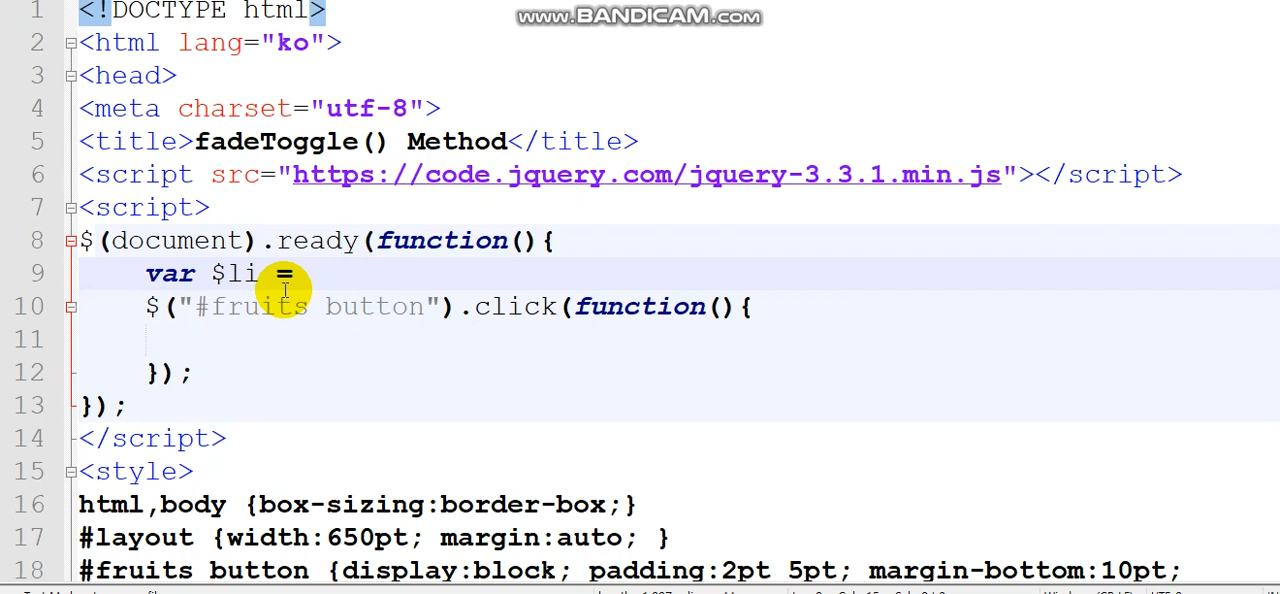 www.BANDICAM.com
1 <!DOCTYPE html>
2 <html lang="ko">
3 <head>
4 <meta charset="utf-8">
5 <title>fadeToggle() Method</title>
6 <script src="https://code.jquery.com/jquery-3.3.1.min.js"></script>
7 <script>
8 $(document).ready(function(){
9 var $li =
10 $("#fruits button").click(function(){
11
12 });
13 });
14 </script>
15 <style>
16 html,body {box-sizing:border-box;}
17 #layout {width:650pt; margin:auto; }
18 #fruits button {display:block; padding:2pt 5pt; margin-bottom:10pt;